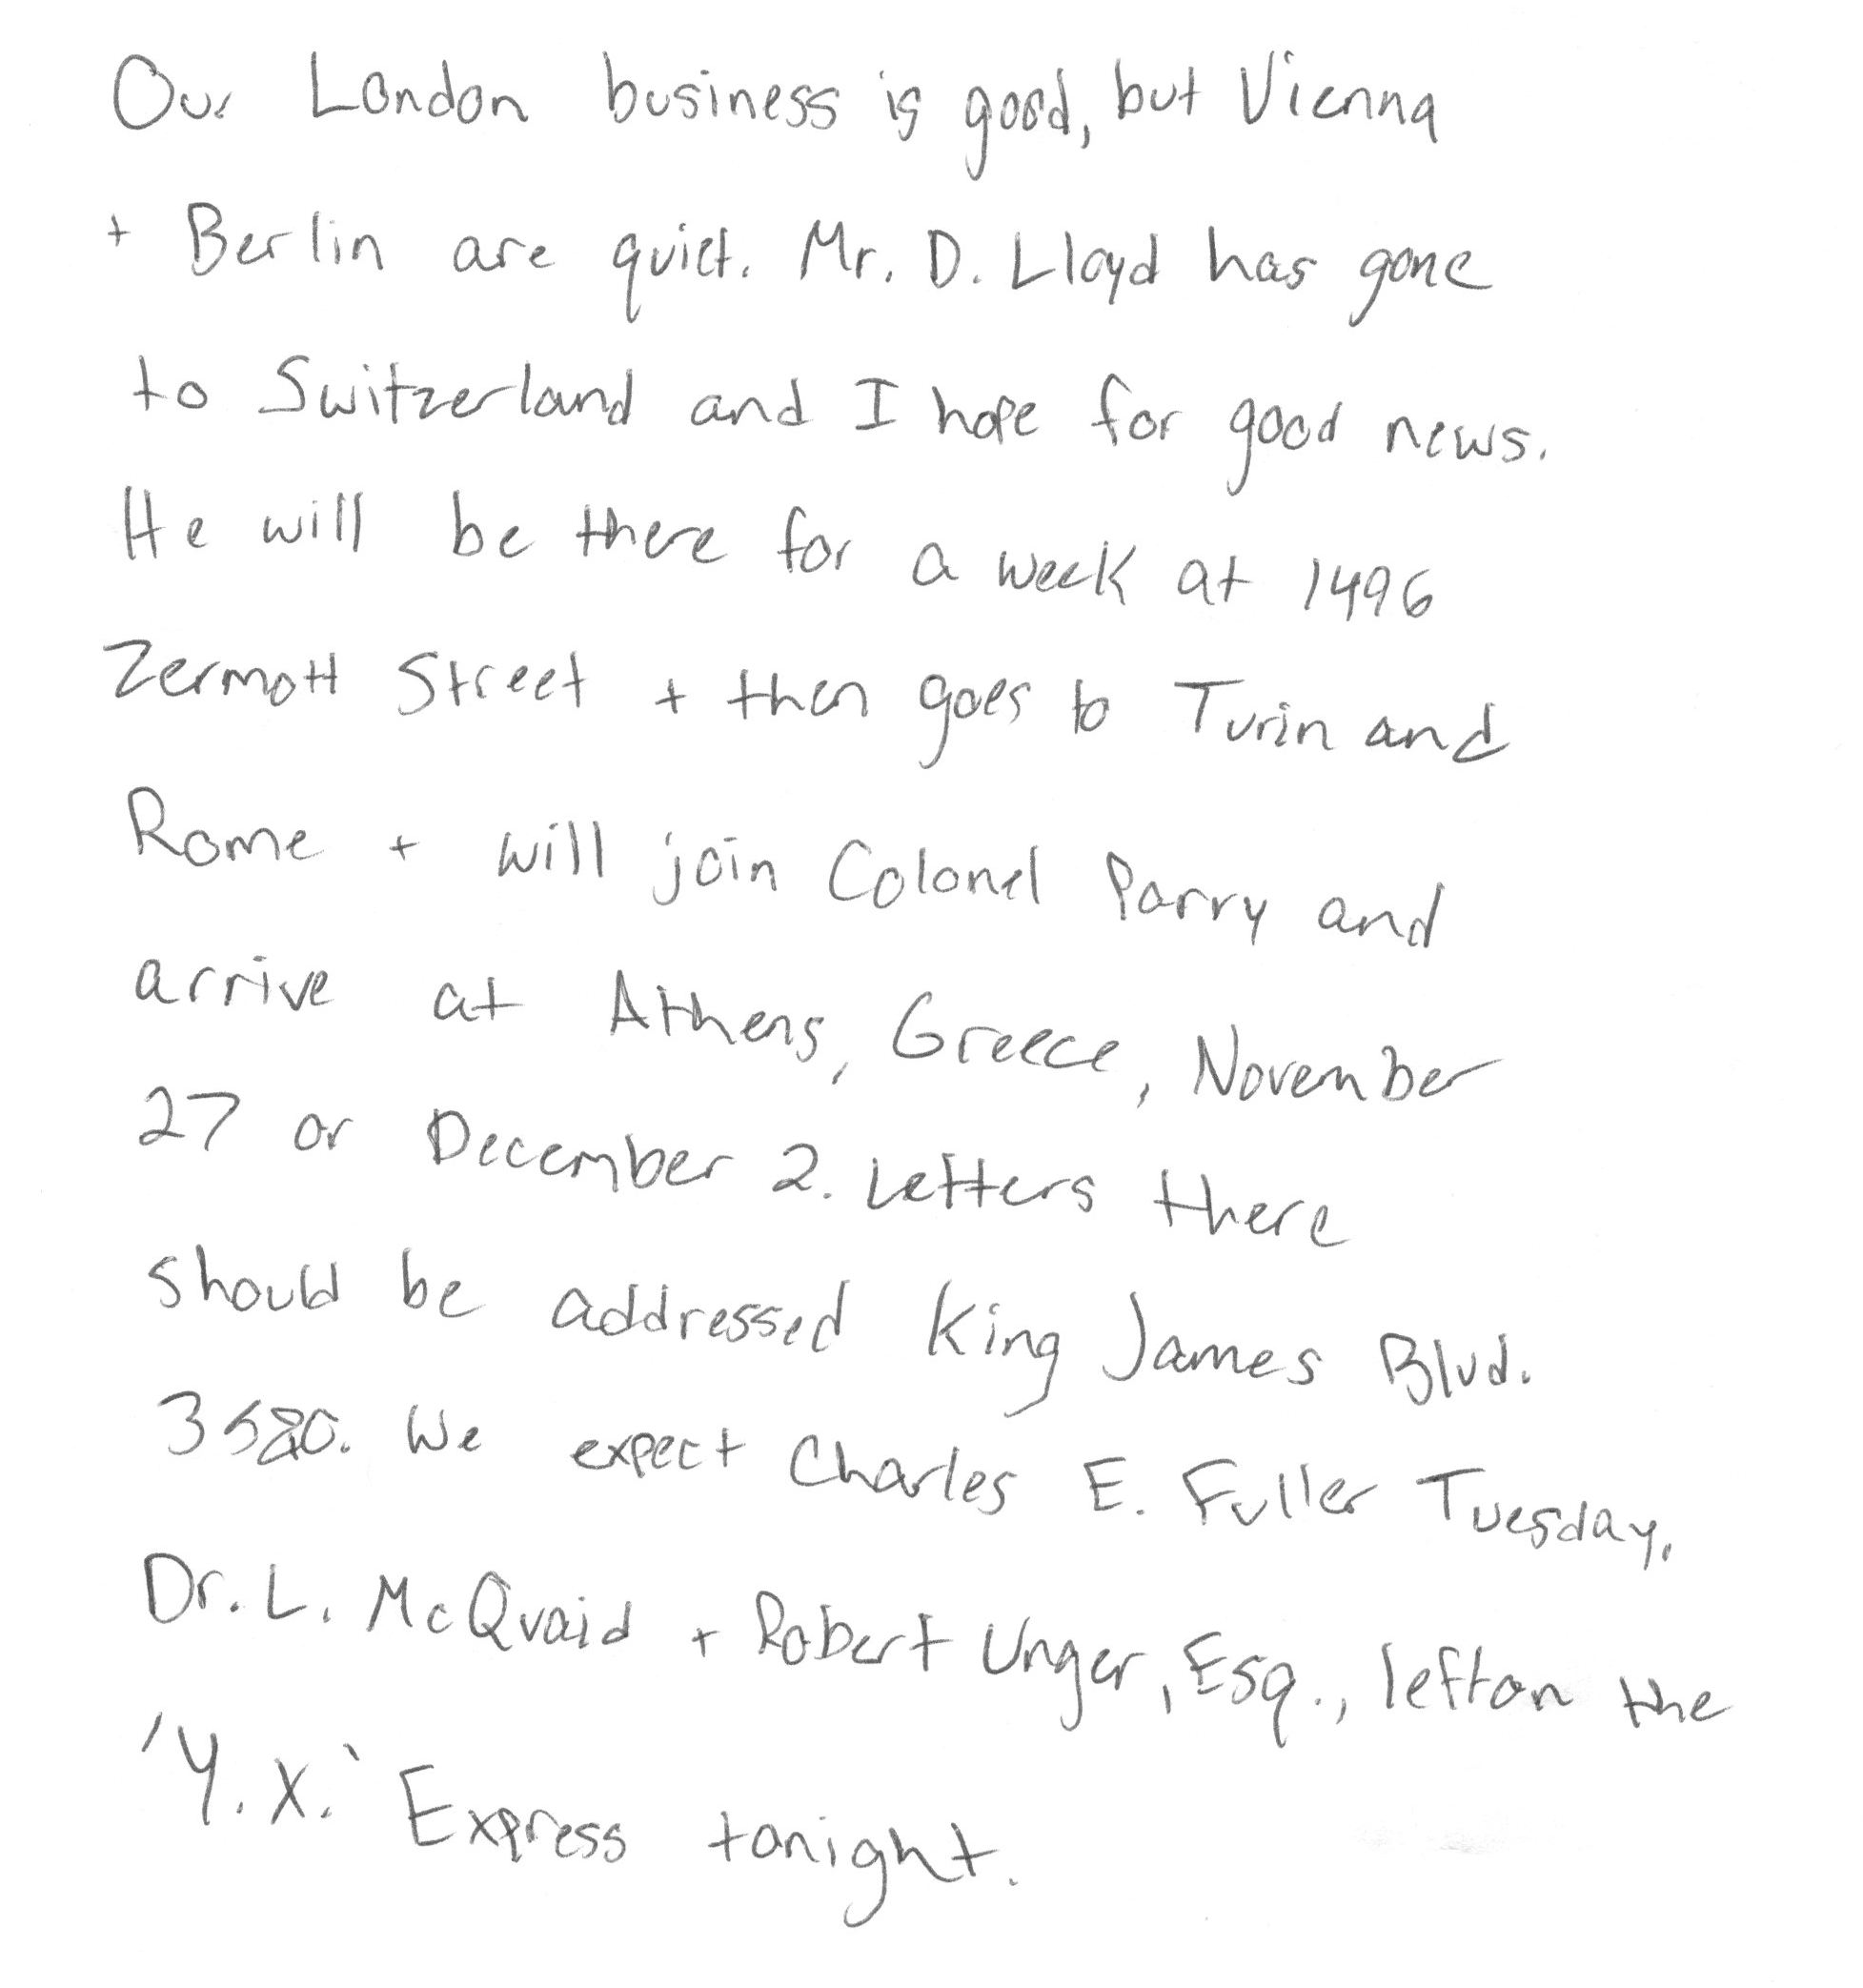 Our London business is good, but Vienna
+ Berlin are quiet. Mr. D. Lloyd has gone
to Switzerland and I hope for good news.
He will be there for a week at 1496
Zermott Street + then goes to Turin and
Rome + will join Colonel Parry and
arrive at Athens, Greece, November
27 or December 2. Letters there
should be addressed King James Blvd.
3580. We expect Charles E. Fuller Tuesday.
Dr. L. McQuaid + Robert Unger, Esq., left on the
'Y.X.' Express tonight.